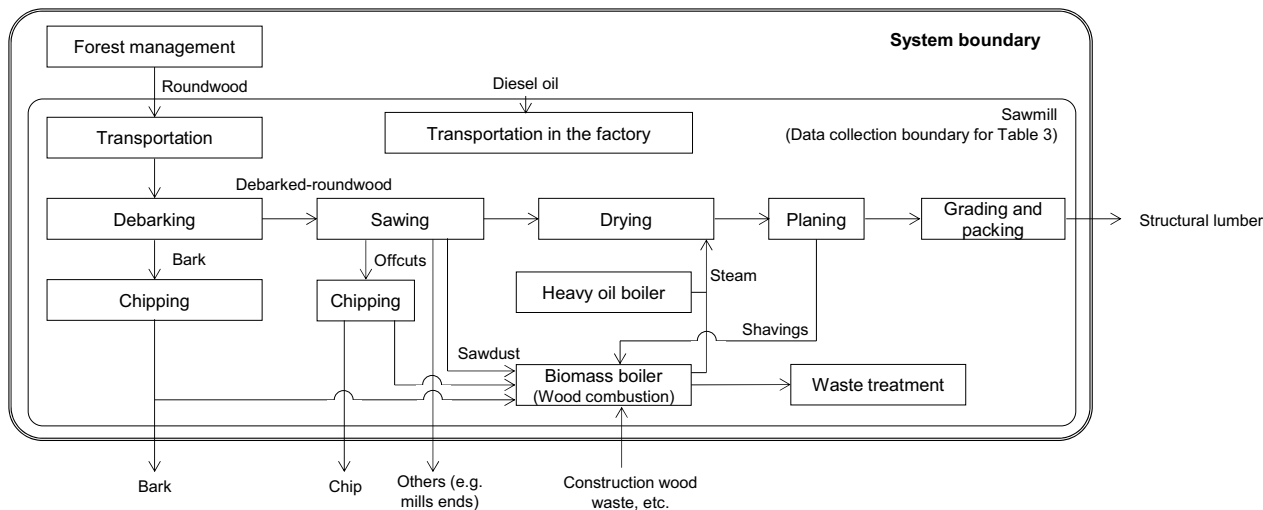 Forest management
System boundary
Roundwood
Diesel oil
Sawmill
(Data collection boundary for Table 3)
Transportation
Transportation in the factory
Debarked-roundwood
Debarking
Sawing
Drying
Planing
Grading and
packing
Structural lumber
Bark
Offcuts
Steam
Chipping
Chipping
Heavy oil boiler
Shavings
Sawdust
Biomass boiler
(Wood combustion)
Waste treatment
Bark
Chip
Others (e.g.
mills ends)
Construction wood
waste, etc.